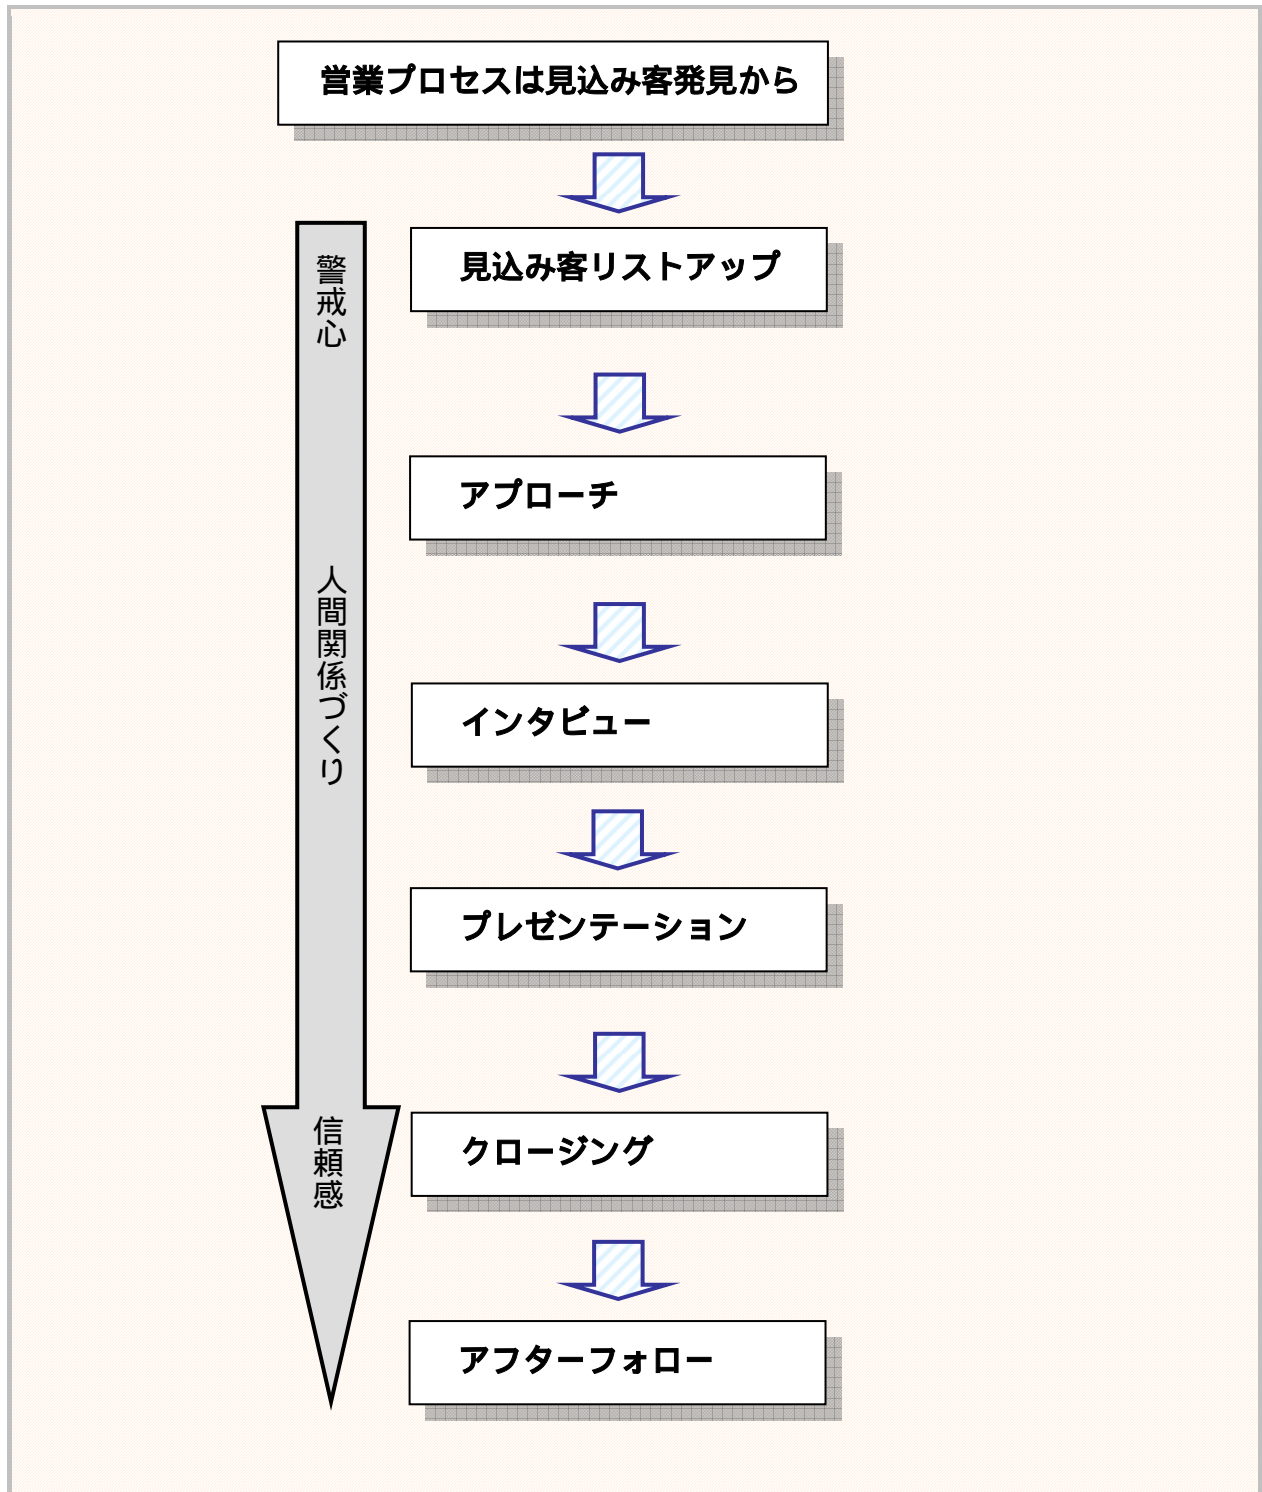 営業プロセスは見込み客発見から
警戒心
見込み客リストアップ
アプローチ
人間関係づくり
インタビュー
プレゼンテーション
信頼感
クロージング
アフターフォロー